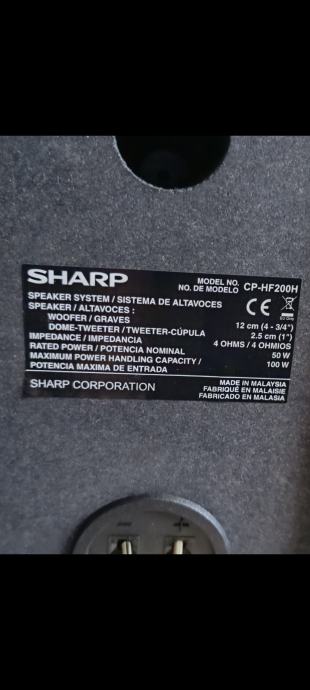 SHARP
MODEL NO.
NO. DE MODELO CP-HF200H
SPEAKER SYSTEM / SISTEMA DE ALTAVOCES
SPEAKER / ALTAVOCES :
WOOFER / GRAVES 12 cm (4 - 3/4")
DOME-TWEETER / TWEETER-CÚPULA 2.5 cm (1")
IMPEDANCE / IMPEDANCIA 4 OHMS / 4 OHMIOS
RATED POWER / POTENCIA NOMINAL 50 W
MAXIMUM POWER HANDLING CAPACITY / 100 W
POTENCIA MAXIMA DE ENTRADA
CE
EU Only
SHARP CORPORATION
MADE IN MALAYSIA
FABRIQUÉ EN MALAISIE
FABRICADO EN MALASIA